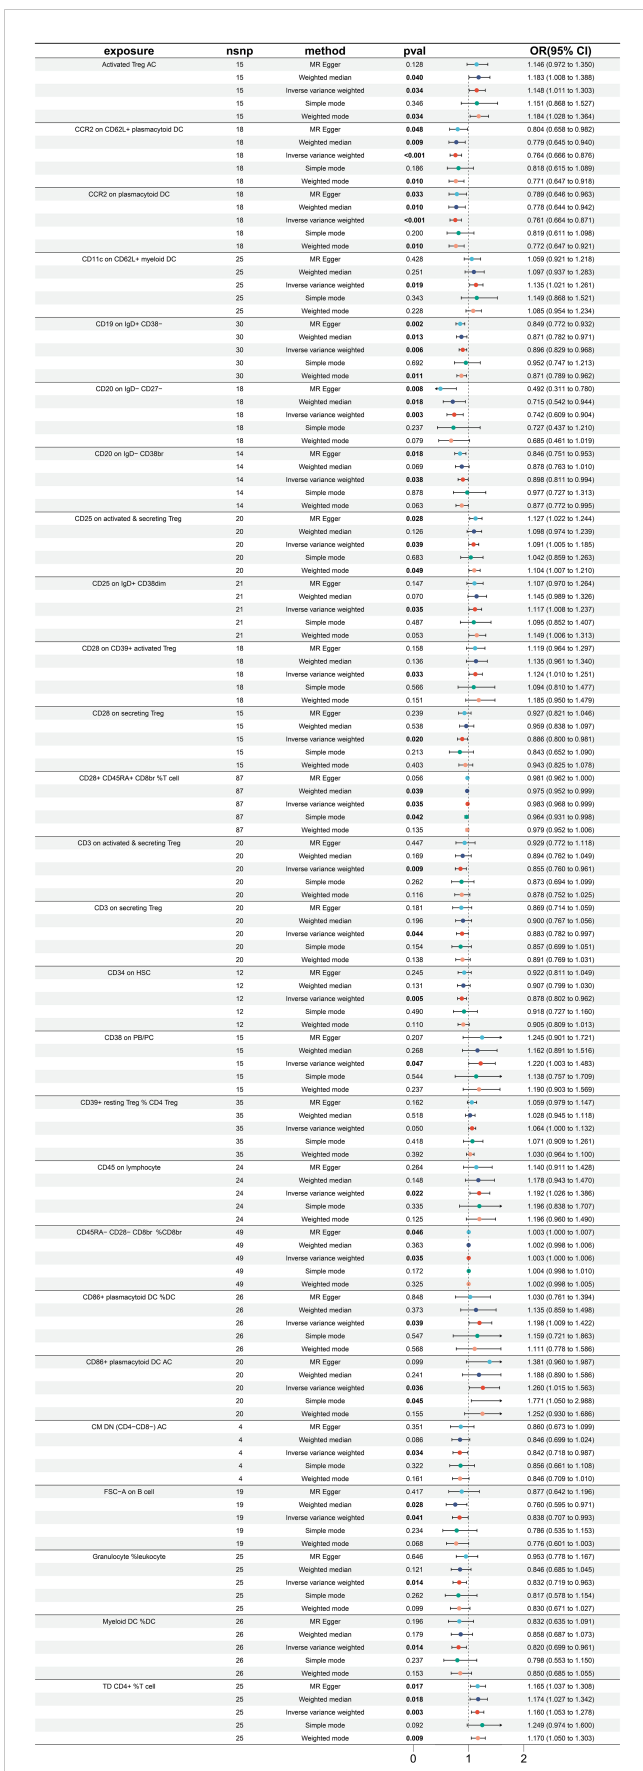 exposure nsnp method pval OR(95% CI)
Activated Treg AC 15 MR Egger 0.128 1.146 (0.972 to 1.350)
15 Weighted median 0.040 1.183 (1.008 to 1.388)
15 Inverse variance weighted 0.034 1.148 (1.011 to 1.303)
15 Simple mode 0.346 1.151 (0.868 to 1.527)
15 Weighted mode 0.034 1.184 (1.028 to 1.364)
CCR2 on CD62L+ plasmacytoid DC 18 MR Egger 0.048 0.804 (0.658 to 0.982)
18 Weighted median 0.009 0.779 (0.645 to 0.940)
18 Inverse variance weighted <0.001 0.764 (0.666 to 0.876)
18 Simple mode 0.186 0.818 (0.615 to 1.089)
18 Weighted mode 0.010 0.771 (0.647 to 0.918)
CCR2 on plasmacytoid DC 18 MR Egger 0.033 0.789 (0.646 to 0.963)
18 Weighted median 0.010 0.778 (0.644 to 0.942)
18 Inverse variance weighted <0.001 0.761 (0.664 to 0.871)
18 Simple mode 0.200 0.819 (0.611 to 1.098)
18 Weighted mode 0.010 0.772 (0.647 to 0.921)
CD11c on CD62L+ myeloid DC 25 MR Egger 0.428 1.059 (0.921 to 1.218)
25 Weighted median 0.251 1.097 (0.937 to 1.283)
25 Inverse variance weighted 0.019 1.135 (1.021 to 1.261)
25 Simple mode 0.343 1.149 (0.868 to 1.521)
25 Weighted mode 0.228 1.085 (0.954 to 1.234)
CD19 on IgD+ CD38− 30 MR Egger 0.002 0.849 (0.772 to 0.932)
30 Weighted median 0.013 0.871 (0.782 to 0.971)
30 Inverse variance weighted 0.006 0.896 (0.829 to 0.968)
30 Simple mode 0.692 0.952 (0.747 to 1.213)
30 Weighted mode 0.011 0.871 (0.789 to 0.962)
CD20 on IgD− CD27− 18 MR Egger 0.008 0.492 (0.311 to 0.780)
18 Weighted median 0.018 0.715 (0.542 to 0.944)
18 Inverse variance weighted 0.003 0.742 (0.609 to 0.904)
18 Simple mode 0.237 0.727 (0.437 to 1.210)
18 Weighted mode 0.079 0.685 (0.461 to 1.019)
CD20 on IgD− CD38br 14 MR Egger 0.018 0.846 (0.751 to 0.953)
14 Weighted median 0.069 0.878 (0.763 to 1.010)
14 Inverse variance weighted 0.038 0.898 (0.811 to 0.994)
14 Simple mode 0.878 0.977 (0.727 to 1.313)
14 Weighted mode 0.063 0.877 (0.772 to 0.995)
CD25 on activated & secreting Treg 20 MR Egger 0.028 1.127 (1.022 to 1.244)
20 Weighted median 0.126 1.098 (0.974 to 1.239)
20 Inverse variance weighted 0.039 1.091 (1.005 to 1.185)
20 Simple mode 0.683 1.042 (0.859 to 1.263)
20 Weighted mode 0.049 1.104 (1.007 to 1.210)
CD25 on IgD+ CD38dim 21 MR Egger 0.147 1.107 (0.970 to 1.264)
21 Weighted median 0.070 1.145 (0.989 to 1.326)
21 Inverse variance weighted 0.035 1.117 (1.008 to 1.237)
21 Simple mode 0.487 1.095 (0.852 to 1.407)
21 Weighted mode 0.053 1.149 (1.006 to 1.313)
CD28 on CD39+ activated Treg 18 MR Egger 0.158 1.119 (0.964 to 1.297)
18 Weighted median 0.136 1.135 (0.961 to 1.340)
18 Inverse variance weighted 0.033 1.124 (1.010 to 1.251)
18 Simple mode 0.566 1.094 (0.810 to 1.477)
18 Weighted mode 0.151 1.185 (0.950 to 1.479)
CD28 on secreting Treg 15 MR Egger 0.239 0.927 (0.821 to 1.046)
15 Weighted median 0.538 0.959 (0.838 to 1.097)
15 Inverse variance weighted 0.020 0.886 (0.800 to 0.981)
15 Simple mode 0.213 0.843 (0.652 to 1.090)
15 Weighted mode 0.403 0.943 (0.825 to 1.078)
CD28+ CD45RA+ CD8br %T cell 87 MR Egger 0.056 0.981 (0.962 to 1.000)
87 Weighted median 0.039 0.975 (0.952 to 0.999)
87 Inverse variance weighted 0.035 0.983 (0.968 to 0.999)
87 Simple mode 0.042 0.964 (0.931 to 0.998)
87 Weighted mode 0.135 0.979 (0.952 to 1.006)
CD3 on activated & secreting Treg 20 MR Egger 0.447 0.929 (0.772 to 1.118)
20 Weighted median 0.169 0.894 (0.762 to 1.049)
20 Inverse variance weighted 0.009 0.855 (0.760 to 0.961)
20 Simple mode 0.262 0.873 (0.694 to 1.099)
20 Weighted mode 0.116 0.878 (0.752 to 1.025)
CD3 on secreting Treg 20 MR Egger 0.181 0.869 (0.714 to 1.059)
20 Weighted median 0.196 0.900 (0.767 to 1.056)
20 Inverse variance weighted 0.044 0.883 (0.782 to 0.997)
20 Simple mode 0.154 0.857 (0.699 to 1.051)
20 Weighted mode 0.138 0.891 (0.769 to 1.031)
CD34 on HSC 12 MR Egger 0.245 0.922 (0.811 to 1.049)
12 Weighted median 0.131 0.907 (0.799 to 1.030)
12 Inverse variance weighted 0.005 0.878 (0.802 to 0.962)
12 Simple mode 0.490 0.918 (0.727 to 1.160)
12 Weighted mode 0.110 0.905 (0.809 to 1.013)
CD38 on PB/PC 15 MR Egger 0.207 1.245 (0.901 to 1.721)
15 Weighted median 0.268 1.162 (0.891 to 1.516)
15 Inverse variance weighted 0.047 1.220 (1.003 to 1.483)
15 Simple mode 0.544 1.138 (0.757 to 1.709)
15 Weighted mode 0.237 1.190 (0.903 to 1.569)
CD39+ resting Treg % CD4 Treg 35 MR Egger 0.162 1.059 (0.979 to 1.147)
35 Weighted median 0.518 1.028 (0.945 to 1.118)
35 Inverse variance weighted 0.050 1.064 (1.000 to 1.132)
35 Simple mode 0.418 1.071 (0.909 to 1.261)
35 Weighted mode 0.392 1.030 (0.964 to 1.100)
CD45 on lymphocyte 24 MR Egger 0.264 1.140 (0.911 to 1.428)
24 Weighted median 0.148 1.178 (0.943 to 1.470)
24 Inverse variance weighted 0.022 1.192 (1.026 to 1.386)
24 Simple mode 0.335 1.196 (0.838 to 1.707)
24 Weighted mode 0.125 1.196 (0.960 to 1.490)
CD45RA− CD28− CD8br %CD8br 49 MR Egger 0.046 1.003 (1.000 to 1.007)
49 Weighted median 0.363 1.002 (0.998 to 1.006)
49 Inverse variance weighted 0.035 1.003 (1.000 to 1.006)
49 Simple mode 0.172 1.004 (0.998 to 1.010)
49 Weighted mode 0.325 1.002 (0.998 to 1.005)
CD86+ plasmacytoid DC %DC 26 MR Egger 0.848 1.030 (0.761 to 1.394)
26 Weighted median 0.373 1.135 (0.859 to 1.498)
26 Inverse variance weighted 0.039 1.198 (1.009 to 1.422)
26 Simple mode 0.547 1.159 (0.721 to 1.863)
26 Weighted mode 0.568 1.111 (0.778 to 1.586)
CD86+ plasmacytoid DC AC 20 MR Egger 0.099 1.381 (0.960 to 1.987)
20 Weighted median 0.241 1.188 (0.890 to 1.586)
20 Inverse variance weighted 0.036 1.260 (1.015 to 1.563)
20 Simple mode 0.045 1.771 (1.050 to 2.988)
20 Weighted mode 0.155 1.252 (0.930 to 1.686)
CM DN (CD4−CD8−) AC 4 MR Egger 0.351 0.860 (0.673 to 1.099)
4 Weighted median 0.086 0.846 (0.699 to 1.024)
4 Inverse variance weighted 0.034 0.842 (0.718 to 0.987)
4 Simple mode 0.322 0.856 (0.661 to 1.108)
4 Weighted mode 0.161 0.846 (0.709 to 1.010)
FSC−A on B cell 19 MR Egger 0.417 0.877 (0.642 to 1.196)
19 Weighted median 0.028 0.760 (0.595 to 0.971)
19 Inverse variance weighted 0.041 0.838 (0.707 to 0.993)
19 Simple mode 0.234 0.786 (0.535 to 1.153)
19 Weighted mode 0.068 0.776 (0.601 to 1.003)
Granulocyte %leukocyte 25 MR Egger 0.646 0.953 (0.778 to 1.167)
25 Weighted median 0.121 0.846 (0.685 to 1.045)
25 Inverse variance weighted 0.014 0.832 (0.719 to 0.963)
25 Simple mode 0.262 0.817 (0.578 to 1.154)
25 Weighted mode 0.099 0.830 (0.671 to 1.027)
Myeloid DC %DC 26 MR Egger 0.196 0.832 (0.635 to 1.091)
26 Weighted median 0.179 0.858 (0.687 to 1.073)
26 Inverse variance weighted 0.014 0.820 (0.699 to 0.961)
26 Simple mode 0.237 0.798 (0.553 to 1.150)
26 Weighted mode 0.153 0.850 (0.685 to 1.055)
TD CD4+ %T cell 25 MR Egger 0.017 1.165 (1.037 to 1.308)
25 Weighted median 0.018 1.174 (1.027 to 1.342)
25 Inverse variance weighted 0.003 1.160 (1.053 to 1.278)
25 Simple mode 0.092 1.249 (0.974 to 1.600)
25 Weighted mode 0.009 1.170 (1.050 to 1.303)
0 1 2